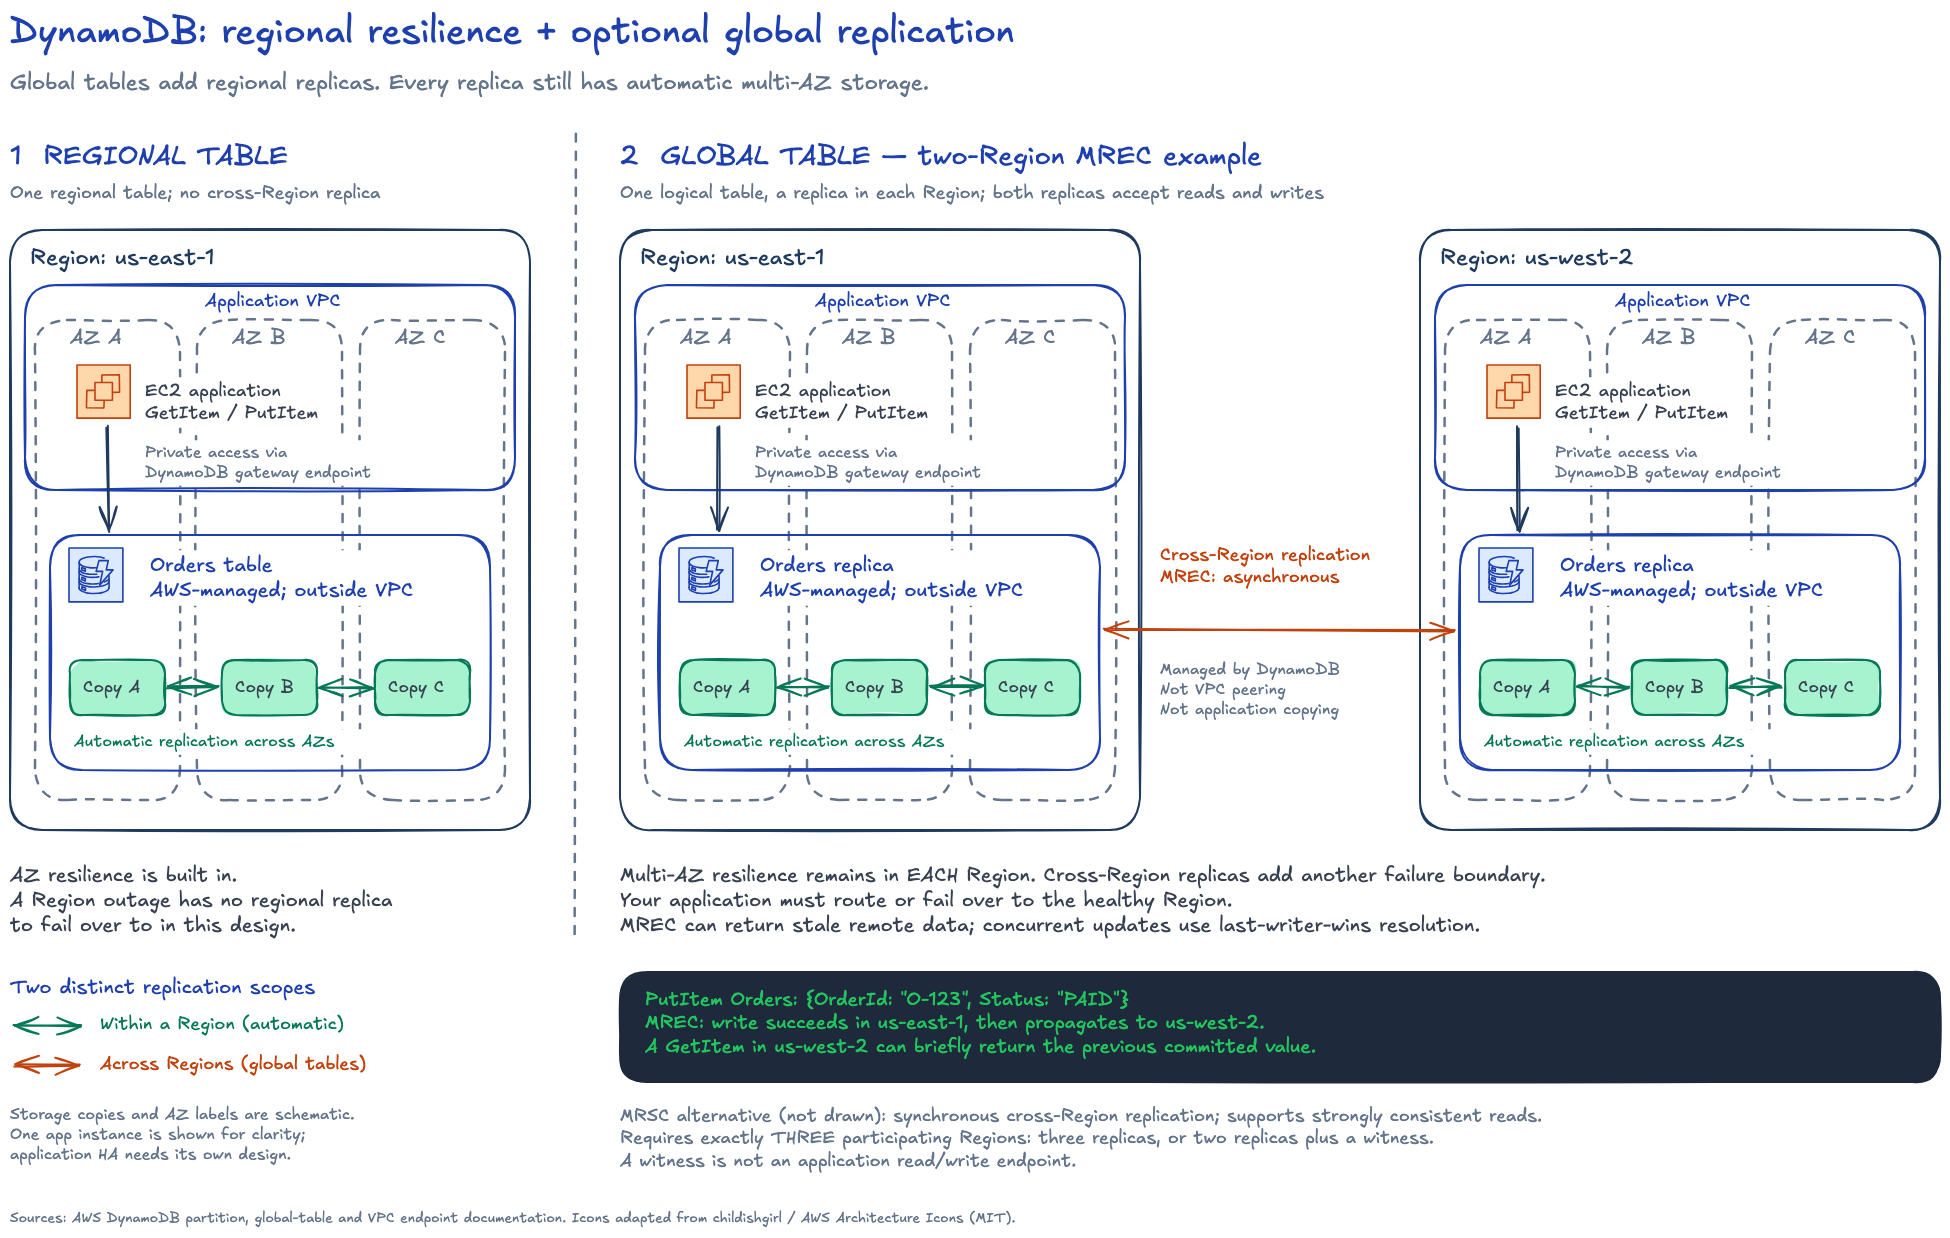 DynamoDB: regional resilience + optional global replication
Global tables add regional replicas. Every replica still has automatic multi-AZ storage.
1 REGIONAL TABLE
One regional table; no cross-Region replica
Region: us-east-1
Application VPC
AZ A
AZ B
AZ C
EC2 application
GetItem / PutItem
Private access via
DynamoDB gateway endpoint
Orders table
AWS-managed; outside VPC
Copy A
Copy B
Copy C
Automatic replication across AZs
AZ resilience is built in.
A Region outage has no regional replica
to fail over to in this design.
Two distinct replication scopes
Within a Region (automatic)
Across Regions (global tables)
Storage copies and AZ labels are schematic.
One app instance is shown for clarity;
application HA needs its own design.
2 GLOBAL TABLE — two-Region MREC example
One logical table, a replica in each Region; both replicas accept reads and writes
Region: us-east-1
Application VPC
AZ A
AZ B
AZ C
EC2 application
GetItem / PutItem
Private access via
DynamoDB gateway endpoint
Orders replica
AWS-managed; outside VPC
Copy A
Copy B
Copy C
Automatic replication across AZs
Cross-Region replication
MREC: asynchronous
Managed by DynamoDB
Not VPC peering
Not application copying
Region: us-west-2
Application VPC
AZ A
AZ B
AZ C
EC2 application
GetItem / PutItem
Private access via
DynamoDB gateway endpoint
Orders replica
AWS-managed; outside VPC
Copy A
Copy B
Copy C
Automatic replication across AZs
Multi-AZ resilience remains in EACH Region. Cross-Region replicas add another failure boundary.
Your application must route or fail over to the healthy Region.
MREC can return stale remote data; concurrent updates use last-writer-wins resolution.
PutItem Orders: {OrderId: "O-123", Status: "PAID"}
MREC: write succeeds in us-east-1, then propagates to us-west-2.
A GetItem in us-west-2 can briefly return the previous committed value.
MRSC alternative (not drawn): synchronous cross-Region replication; supports strongly consistent reads.
Requires exactly THREE participating Regions: three replicas, or two replicas plus a witness.
A witness is not an application read/write endpoint.
Sources: AWS DynamoDB partition, global-table and VPC endpoint documentation. Icons adapted from childishgirl / AWS Architecture Icons (MIT).